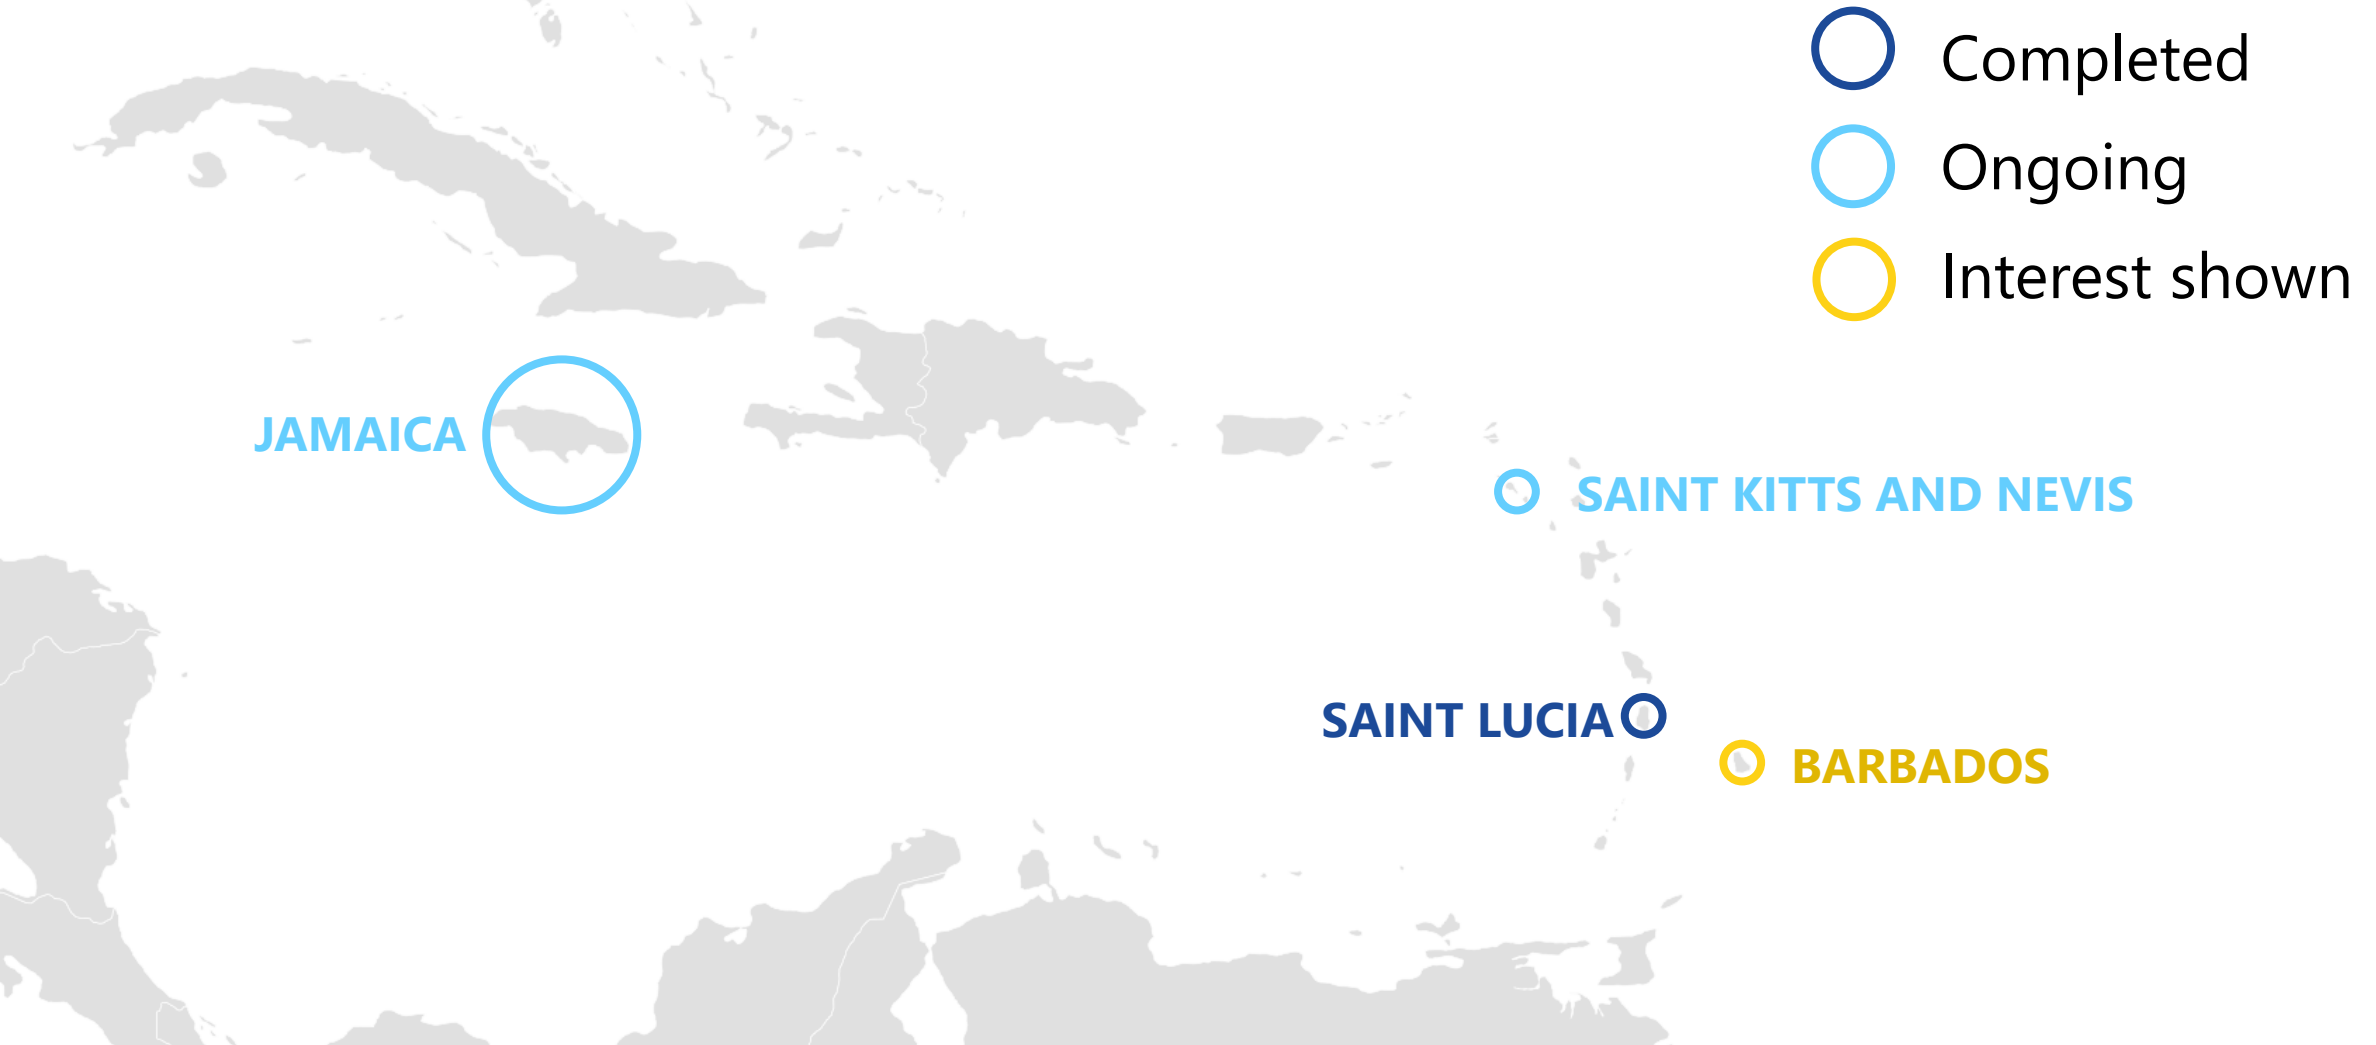 Completed
Ongoing
Interest shown
JAMAICA
SAINT KITTS AND NEVIS
SAINT LUCIA
BARBADOS